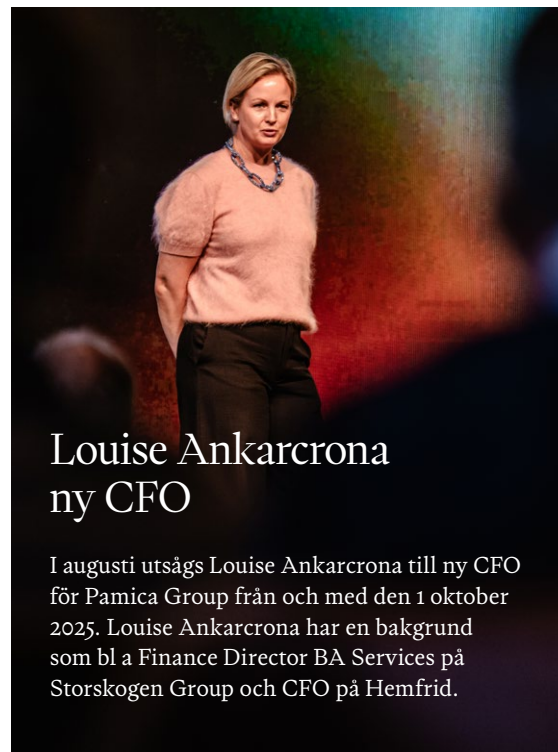 Louise Ankarcrona
ny CFO
I augusti utsågs Louise Ankarcrona till ny CFO
för Pamica Group från och med den 1 oktober
2025. Louise Ankarcrona har en bakgrund
som bl a Finance Director BA Services på
Storskogen Group och CFO på Hemfrid.